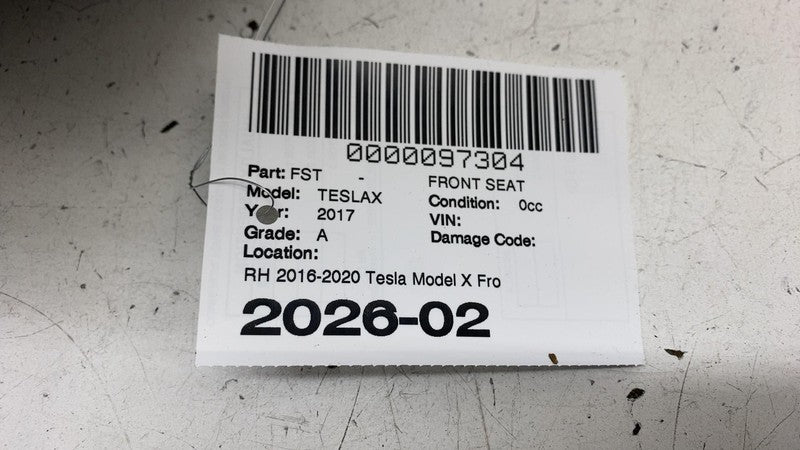 0000097304
Part: FST - FRONT SEAT
Model: TESLAX Condition: 0cc
Year: 2017 VIN:
Grade: A Damage Code:
Location:
RH 2016-2020 Tesla Model X Fro
2026-02